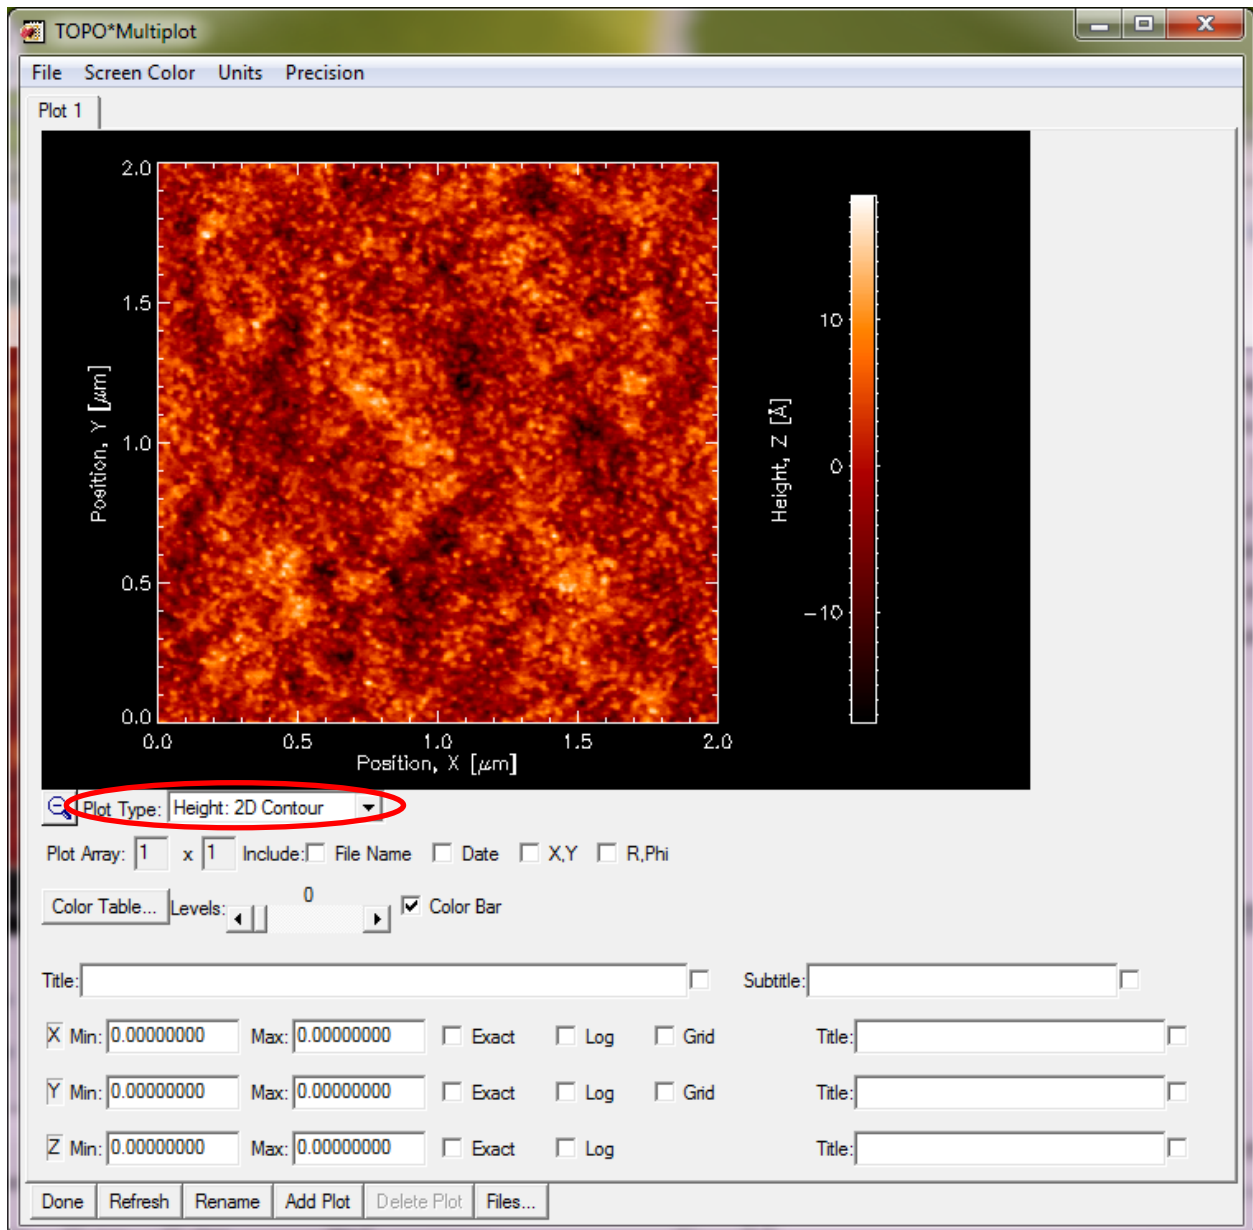 TOPO*Multiplot
File Screen Color Units Precision
Plot 1
2.0
1.5
1.0
0.5
0.0
Position, Y [μm]
0.0 0.5 1.0 1.5 2.0
Position, X [μm]
10
0
-10
Height, Z [Å]
Plot Type: Height: 2D Contour
Plot Array: 1 x 1 Include: File Name Date X,Y R,Phi
0
Color Table... Levels: Color Bar
Title: Subtitle:
X Min: 0.00000000 Max: 0.00000000 Exact Log Grid Title:
Y Min: 0.00000000 Max: 0.00000000 Exact Log Grid Title:
Z Min: 0.00000000 Max: 0.00000000 Exact Log Title:
Done Refresh Rename Add Plot Delete Plot Files...